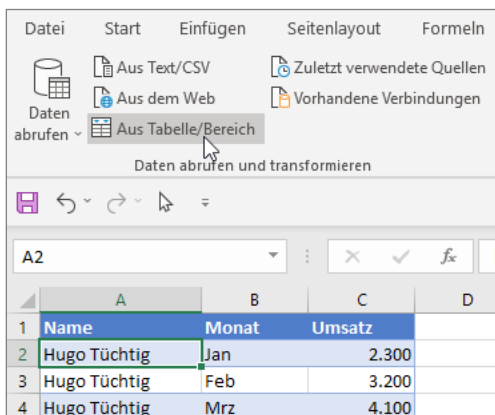 Datei Start Einfügen Seitenlayout Formeln
Aus Text/CSV Zuletzt verwendete Quellen
Aus dem Web Vorhandene Verbindungen
Daten
abrufen Aus Tabelle/Bereich
Daten abrufen und transformieren
A2 fx
A B C D
1 Name Monat Umsatz
2 Hugo Tüchtig Jan 2.300
3 Hugo Tüchtig Feb 3.200
4 Hugo Tüchtig Mrz 4.100